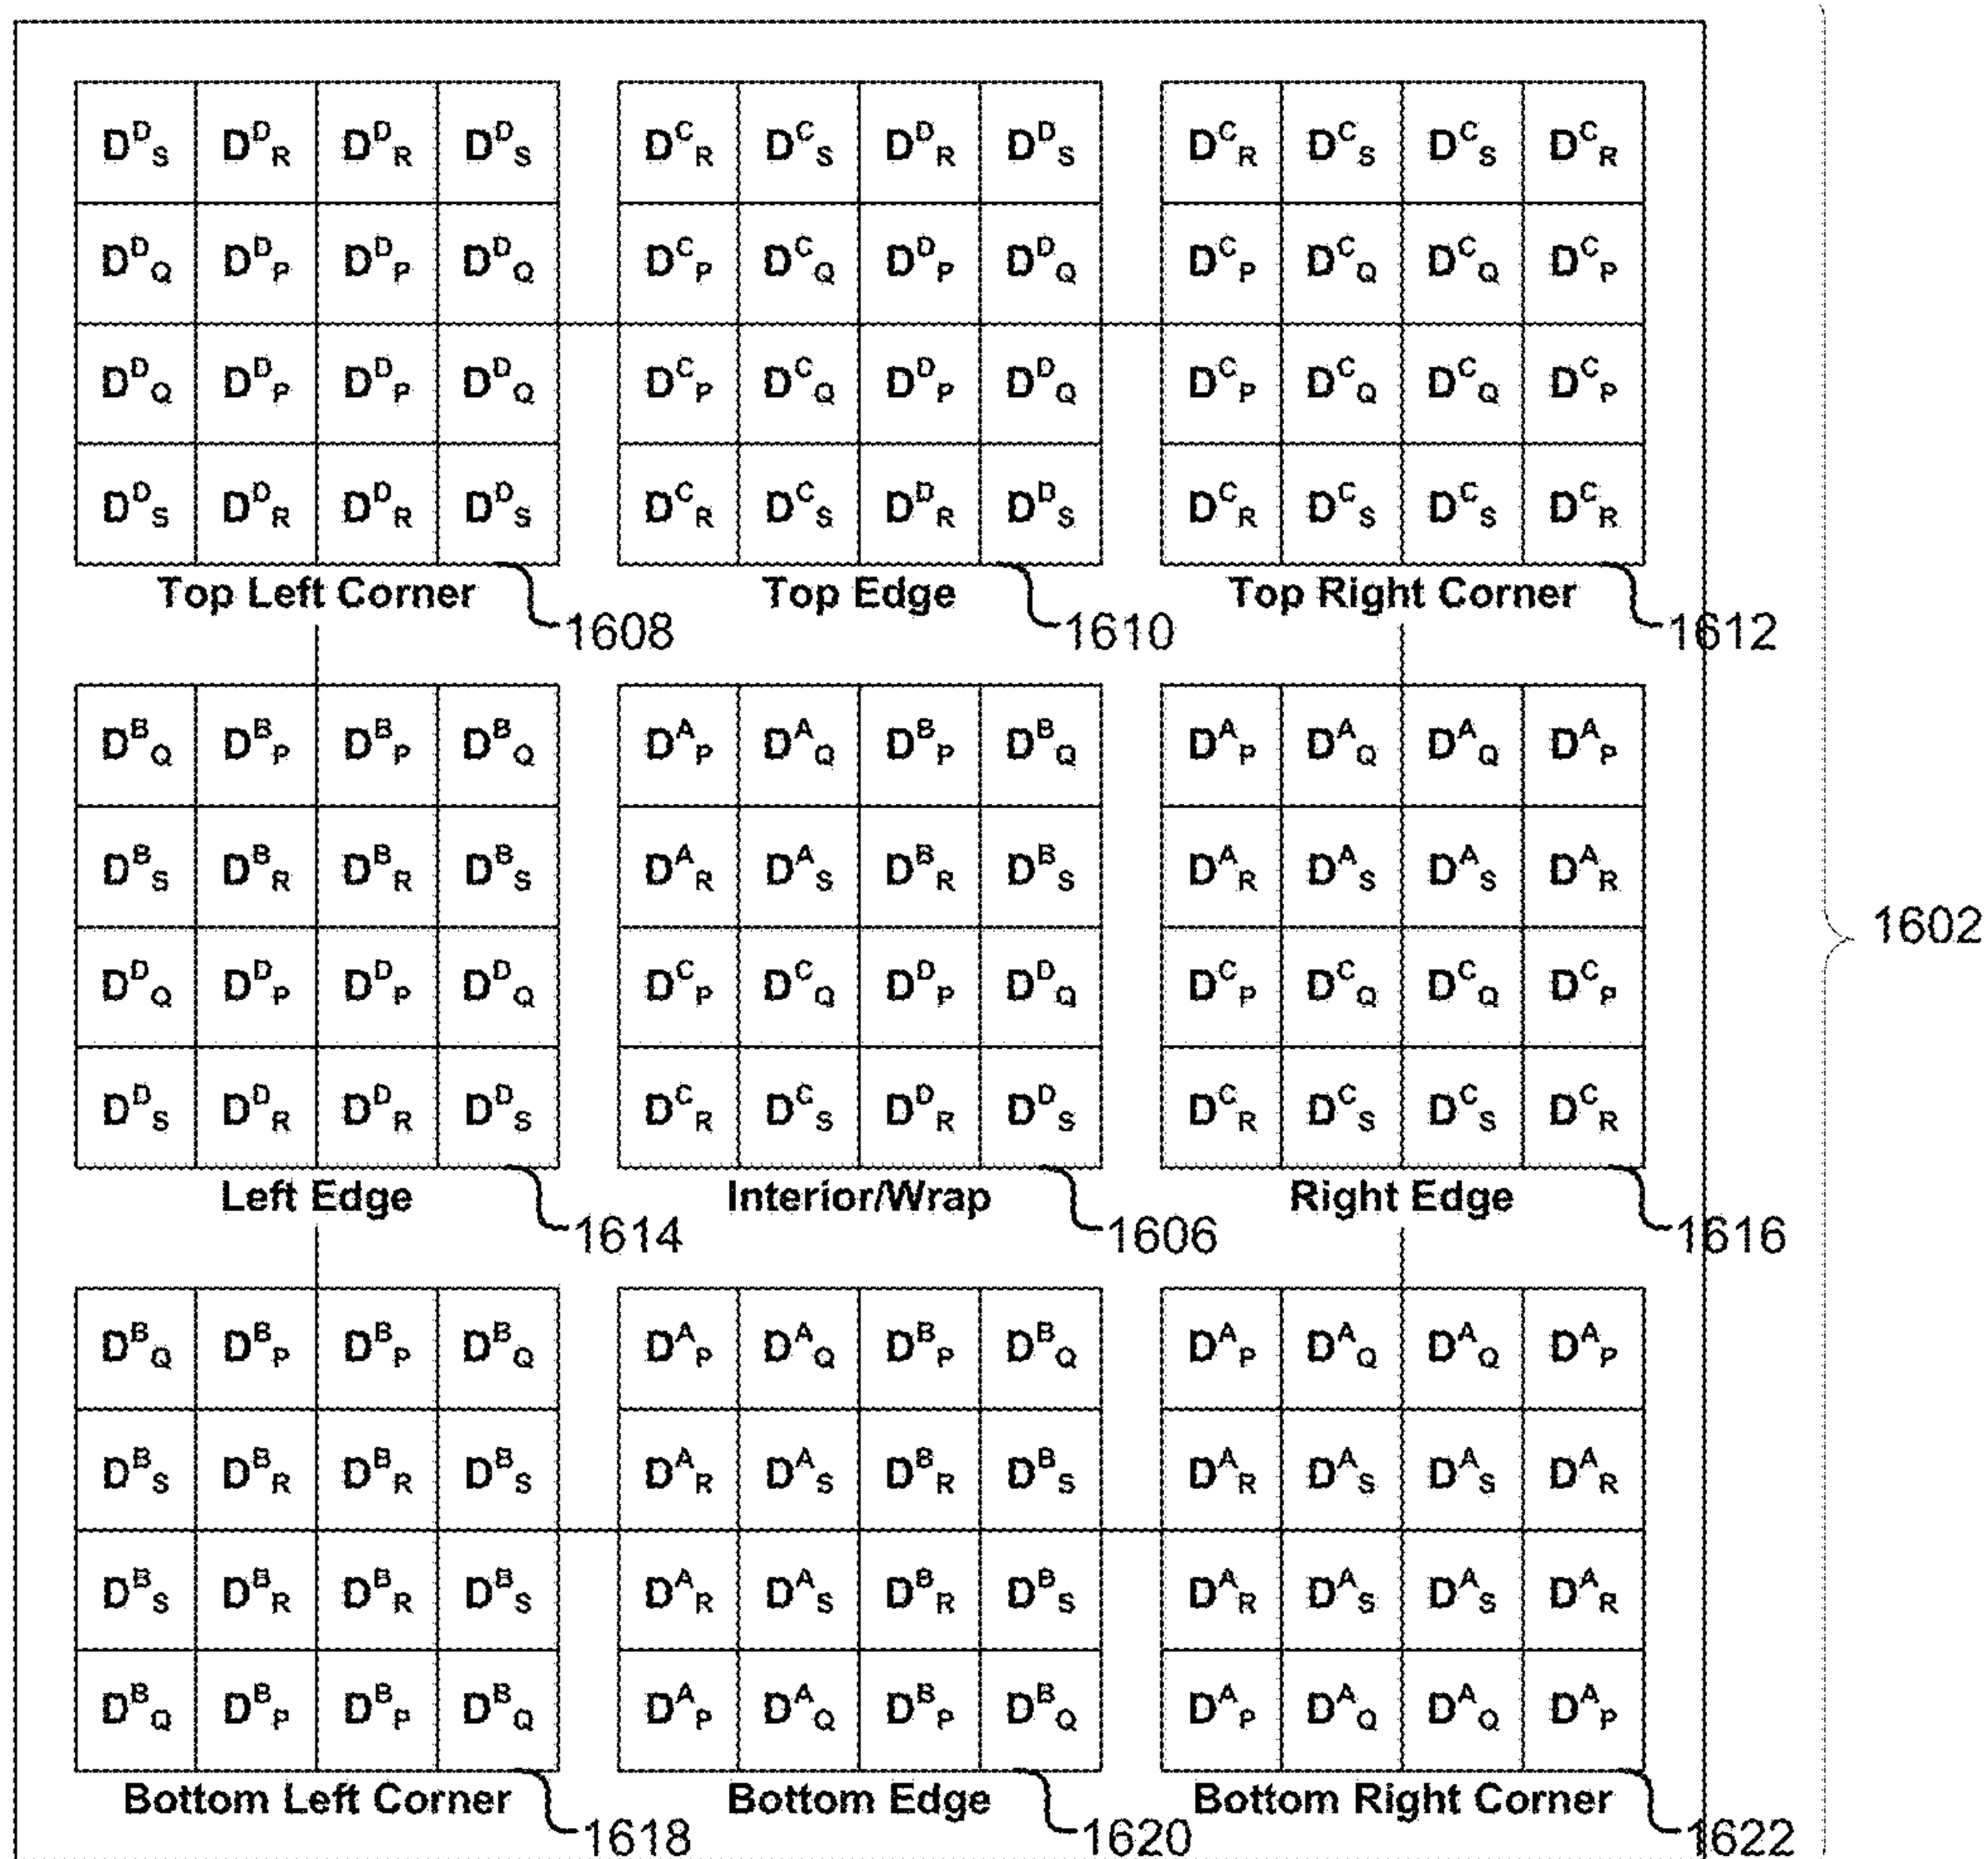 D^D_S D^D_R D^D_R D^D_S D^C_R D^C_S D^D_R D^D_S D^C_R D^C_S D^C_S D^C_R
D^D_Q D^D_P D^D_P D^D_Q D^C_P D^C_Q D^D_P D^D_Q D^C_P D^C_Q D^C_Q D^C_P
D^D_Q D^D_P D^D_P D^D_Q D^C_P D^C_Q D^D_P D^D_Q D^C_P D^C_Q D^C_Q D^C_P
D^D_S D^D_R D^D_R D^D_S D^C_R D^C_S D^D_R D^D_S D^C_R D^C_S D^C_S D^C_R
Top Left Corner Top Edge Top Right Corner
1608 1610 1612
D^B_Q D^B_P D^B_P D^B_Q D^A_P D^A_Q D^B_P D^B_Q D^A_P D^A_Q D^A_Q D^A_P
D^B_S D^B_R D^B_R D^B_S D^A_R D^A_S D^B_R D^B_S D^A_R D^A_S D^A_S D^A_R
1602
D^D_Q D^D_P D^D_P D^D_Q D^C_P D^C_Q D^D_P D^D_Q D^C_P D^C_Q D^C_Q D^C_P
D^D_S D^D_R D^D_R D^D_S D^C_R D^C_S D^D_R D^D_S D^C_R D^C_S D^C_S D^C_R
Left Edge Interior/Wrap Right Edge
1614 1606 1616
D^B_Q D^B_P D^B_P D^B_Q D^A_P D^A_Q D^B_P D^B_Q D^A_P D^A_Q D^A_Q D^A_P
D^B_S D^B_R D^B_R D^B_S D^A_R D^A_S D^B_R D^B_S D^A_R D^A_S D^A_S D^A_R
D^B_S D^B_R D^B_R D^B_S D^A_R D^A_S D^B_R D^B_S D^A_R D^A_S D^A_S D^A_R
D^B_Q D^B_P D^B_P D^B_Q D^A_P D^A_Q D^B_P D^B_Q D^A_P D^A_Q D^A_Q D^A_P
Bottom Left Corner Bottom Edge Bottom Right Corner
1618 1620 1622